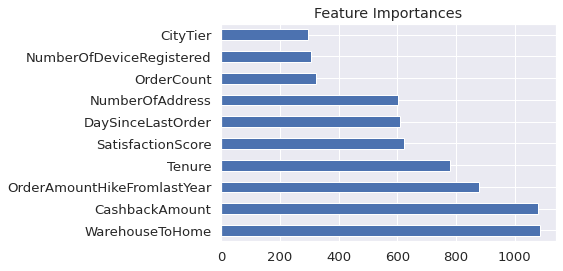 Feature Importances
CityTier
NumberOfDeviceRegistered
OrderCount
NumberOfAddress
DaySinceLastOrder
SatisfactionScore
Tenure
OrderAmountHikeFromlastYear
CashbackAmount
WarehouseToHome
0 200 400 600 800 1000